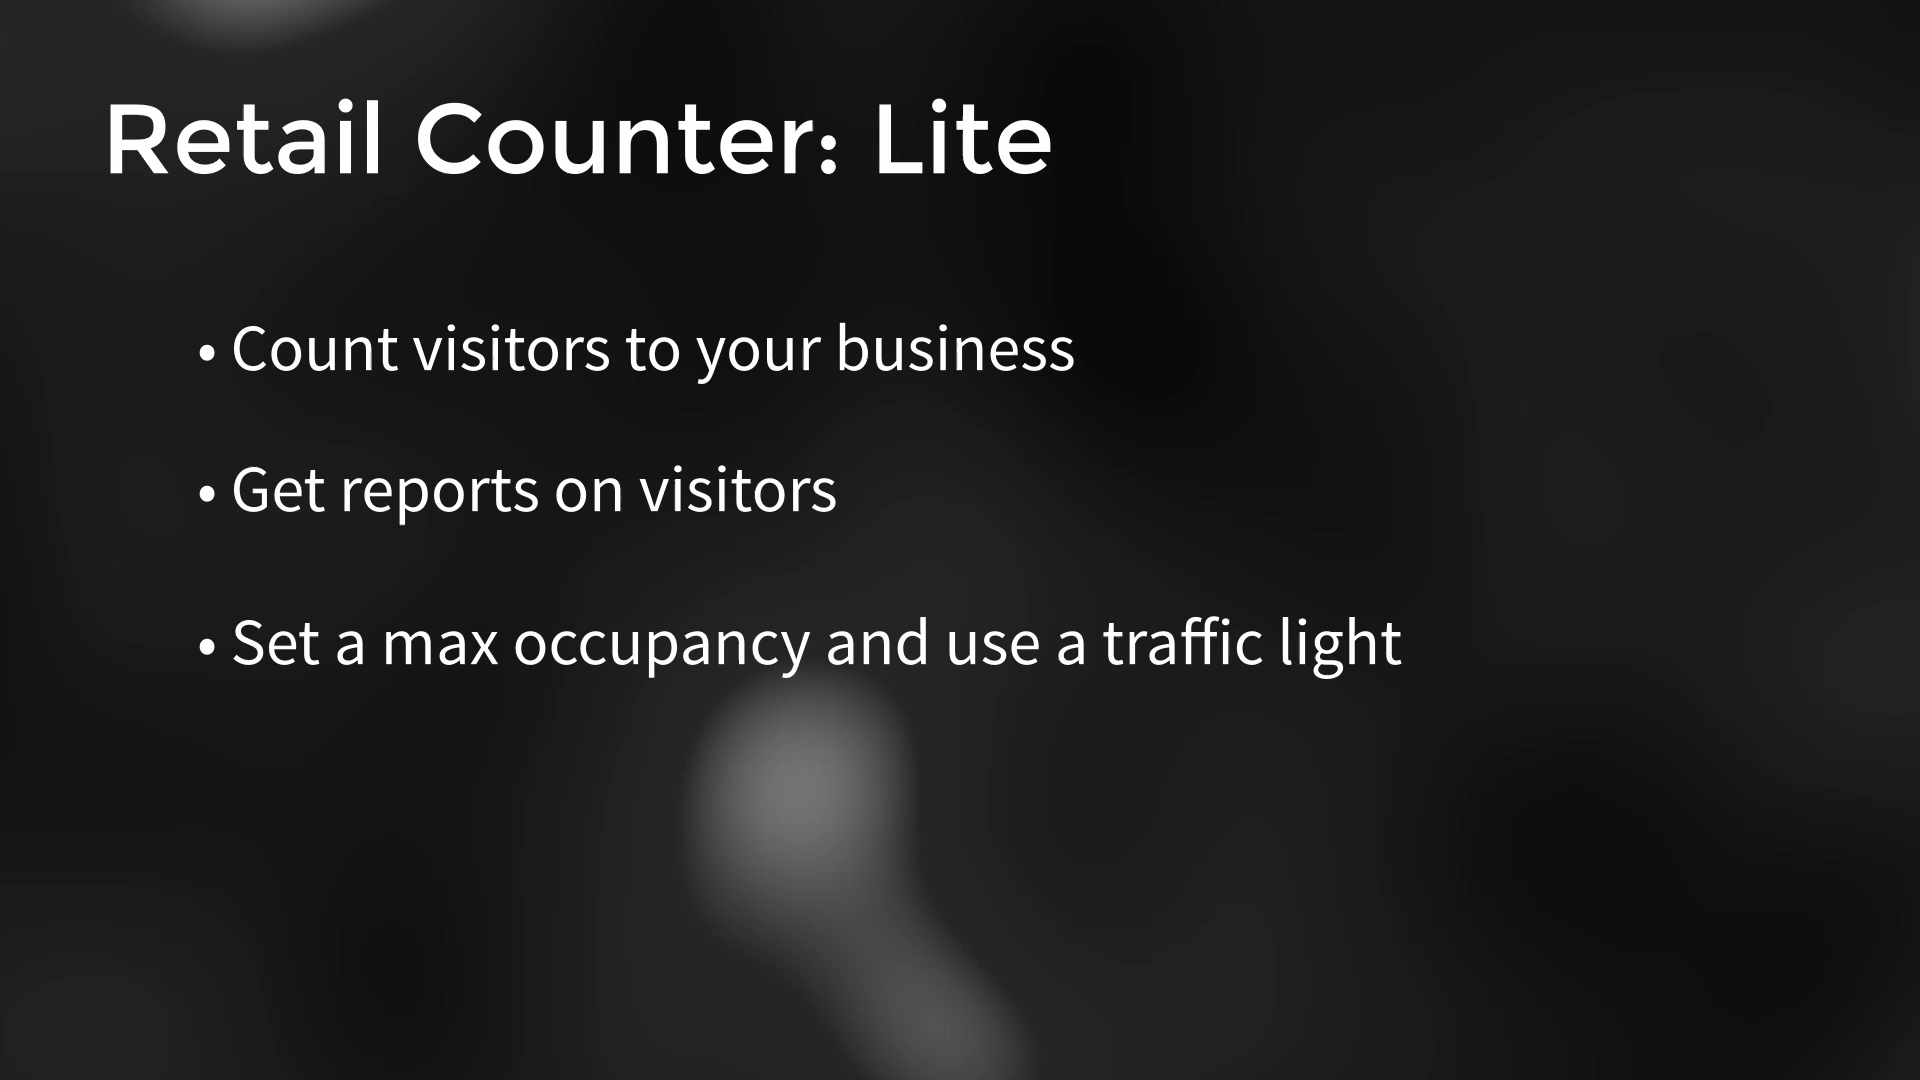 Retail Counter: Lite
• Count visitors to your business
• Get reports on visitors
• Set a max occupancy and use a traffic light